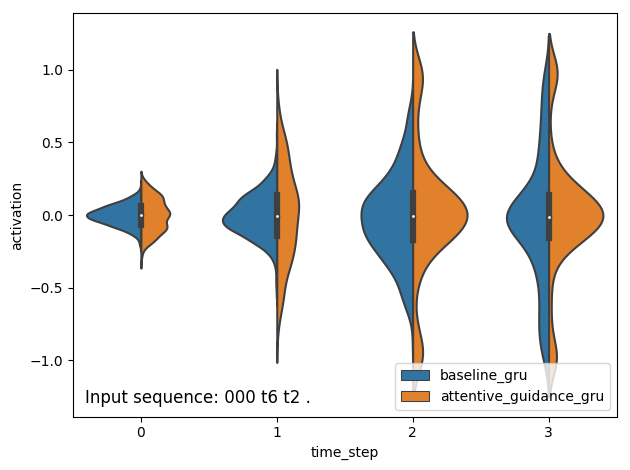 1.0
0.5
0.0
−0.5
−1.0
activation
Input sequence: 000 t6 t2 .
baseline_gru
attentive_guidance_gru
0 1 2 3
time_step